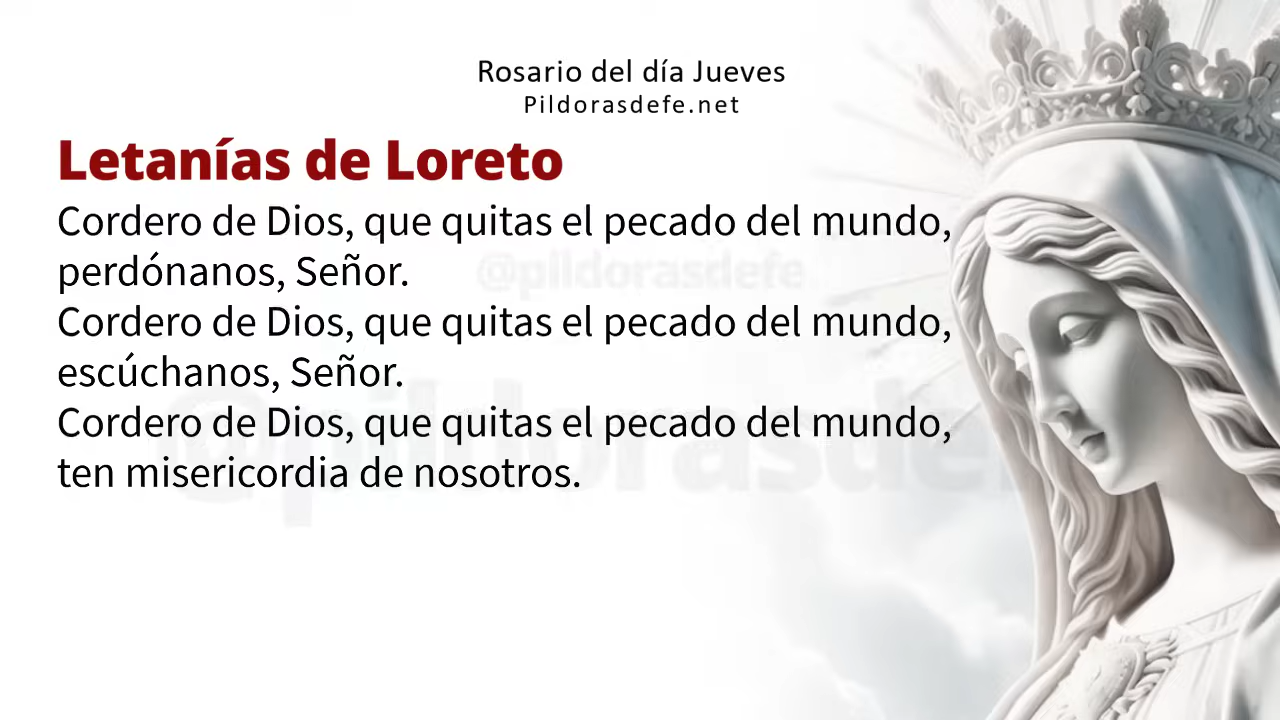 Rosario del día Jueves
Pildorasdefe.net
Letanías de Loreto
Cordero de Dios, que quitas el pecado del mundo,
perdónanos, Señor.
@pildorasdefe
Cordero de Dios, que quitas el pecado del mundo,
escúchanos, Señor.
Cordero de Dios, que quitas el pecado del mundo,
@pildorasdefe
ten misericordia de nosotros.